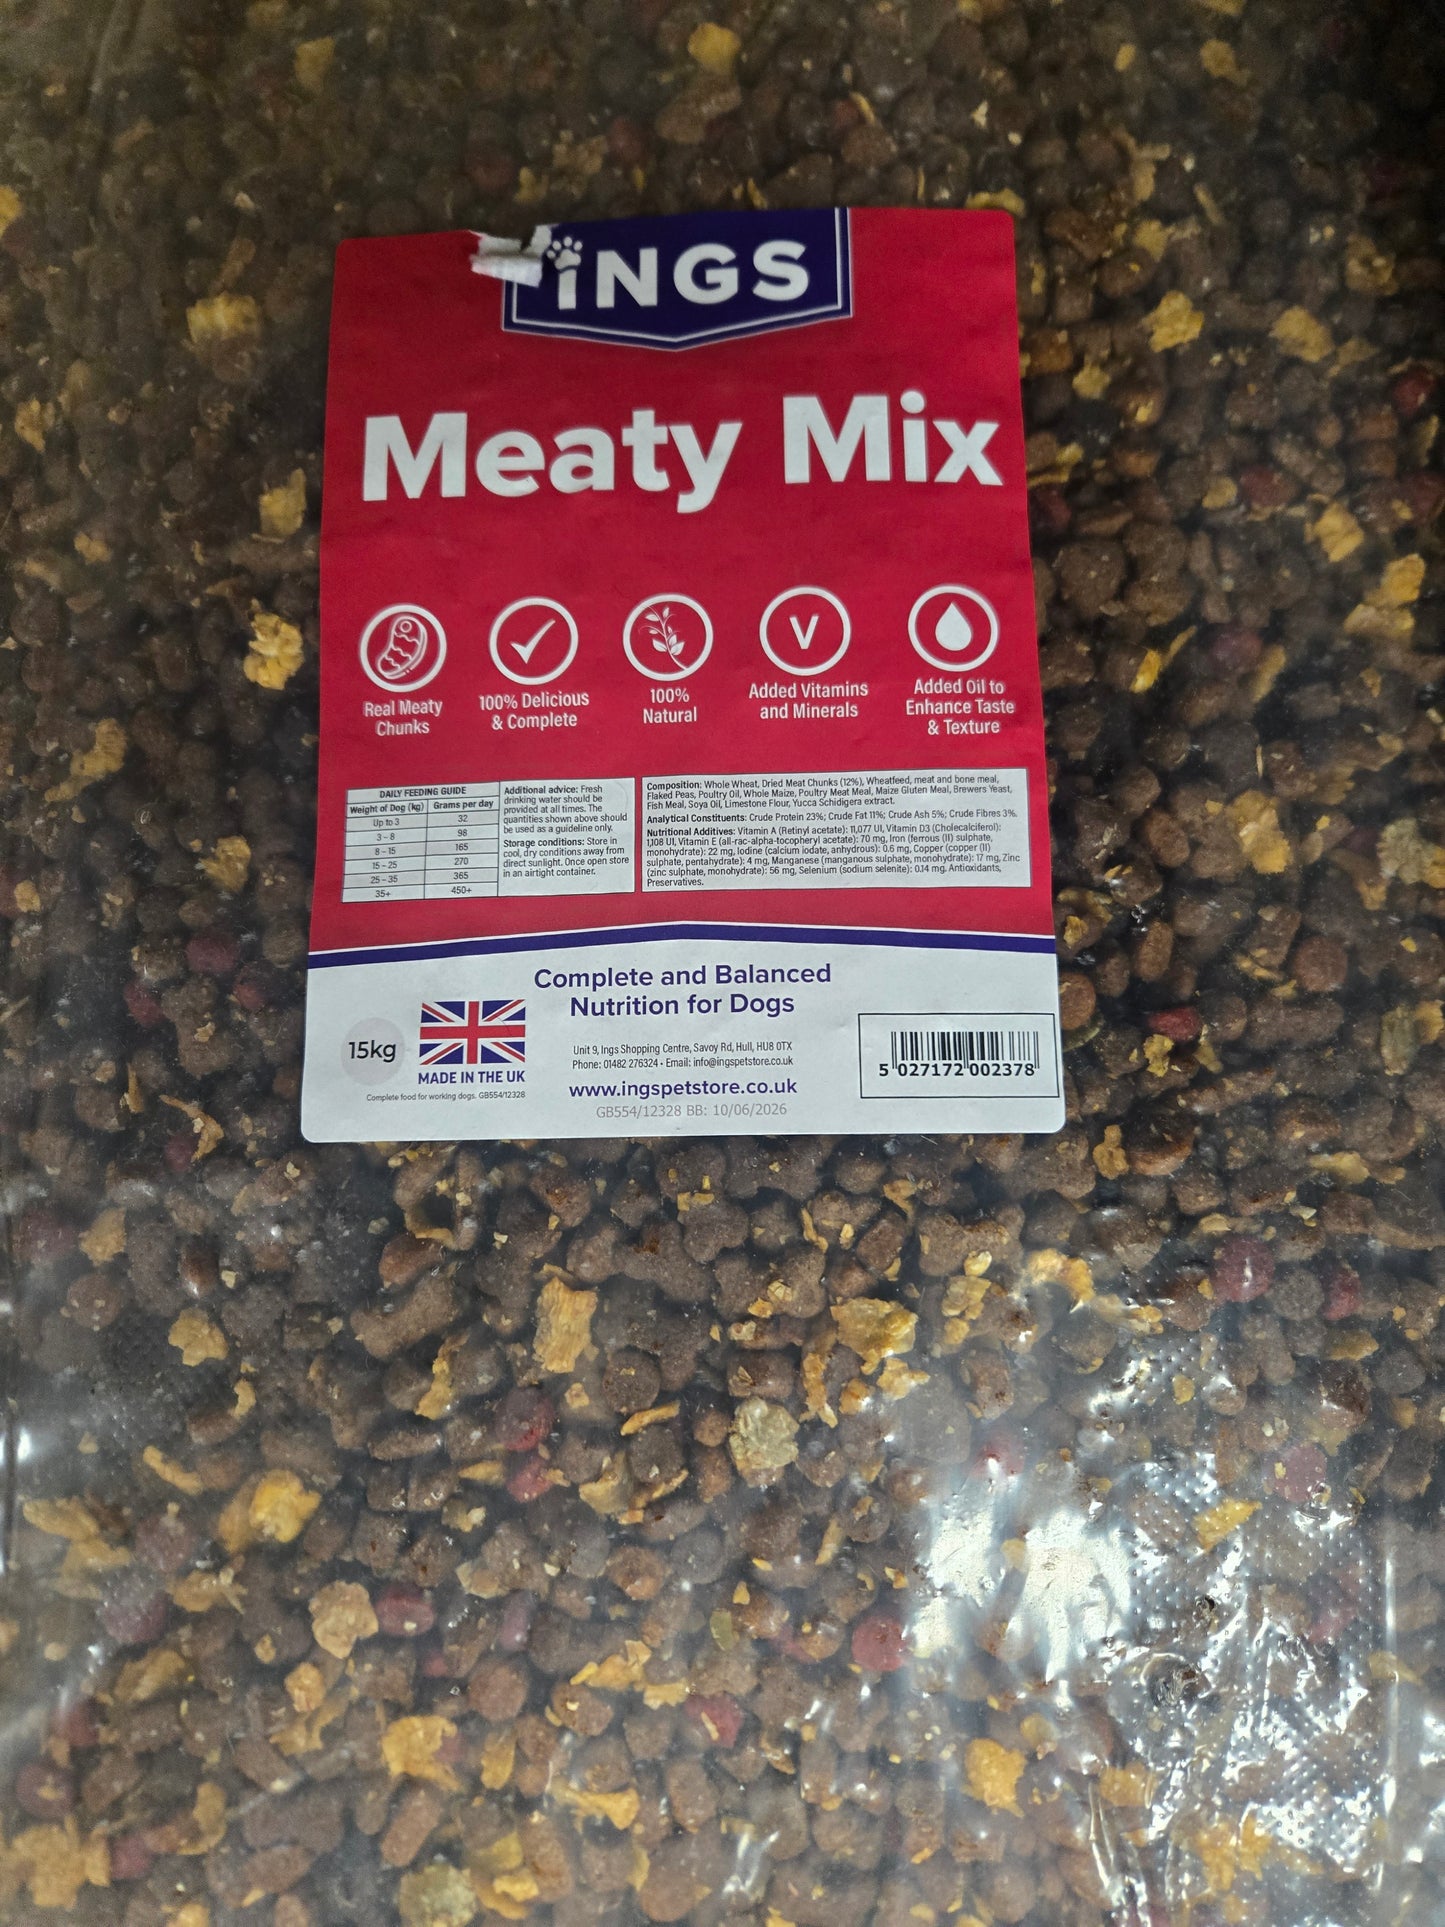 iNGS
Meaty Mix
Real Meaty
Chunks
100% Delicious
& Complete
100%
Natural
Added Vitamins
and Minerals
Added Oil to
Enhance Taste
& Texture
DAILY FEEDING GUIDE
Weight of Dog (kg) Grams per day
Up to 3 32
3 - 8 98
8 - 15 165
15 - 25 270
25 - 35 365
35+ 450+
Additional advice: Fresh
drinking water should be
provided at all times. The
quantities shown above should
be used as a guideline only.
Storage conditions: Store in
cool, dry conditions away from
direct sunlight. Once open store
in an airtight container.
Composition: Whole Wheat, Dried Meat Chunks (12%), Wheatfeed, meat and bone meal,
Flaked Peas, Poultry Oil, Whole Maize, Poultry Meat Meal, Maize Gluten Meal, Brewers Yeast,
Fish Meal, Soya Oil, Limestone Flour, Yucca Schidigera extract.
Analytical Constituents: Crude Protein 23%; Crude Fat 11%; Crude Ash 5%; Crude Fibres 3%.
Nutritional Additives: Vitamin A (Retinyl acetate): 11,077 UI, Vitamin D3 (Cholecalciferol):
1,108 UI, Vitamin E (all-rac-alpha-tocopheryl acetate): 70 mg, Iron (ferrous (II) sulphate,
monohydrate): 22 mg, Iodine (calcium iodate, anhydrous): 0.6 mg, Copper (copper (II)
sulphate, pentahydrate): 4 mg, Manganese (manganous sulphate, monohydrate): 17 mg, Zinc
(zinc sulphate, monohydrate): 56 mg, Selenium (sodium selenite): 0.14 mg. Antioxidants,
Preservatives.
Complete and Balanced
Nutrition for Dogs
15kg
MADE IN THE UK
Complete food for working dogs. GB554/12328
Unit 9, Ings Shopping Centre, Savoy Rd, Hull, HU8 0TX
Phone: 01482 276324 • Email: info@ingspetstore.co.uk
www.ingspetstore.co.uk
GB554/12328 BB: 10/06/2026
5 027172 002378